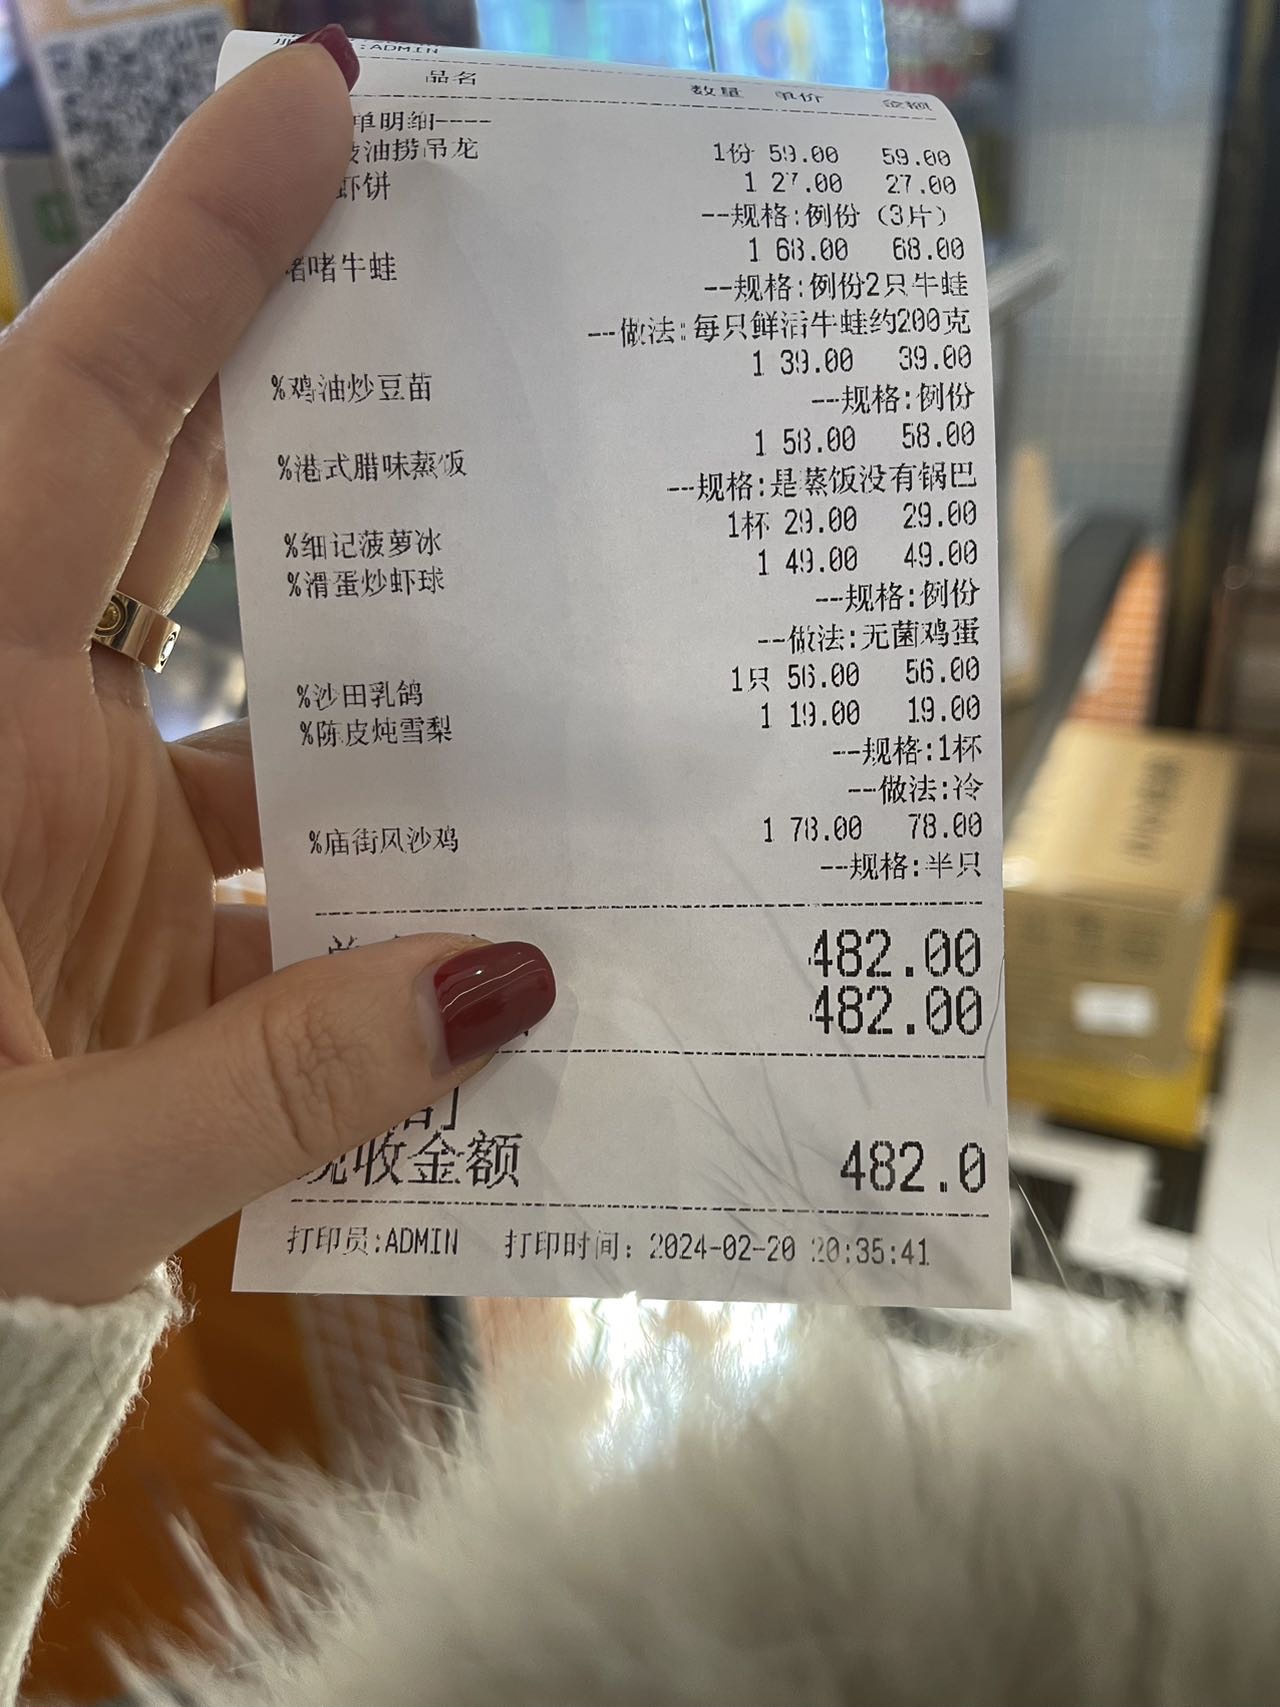 :ADMIN
品名 数量 单价 金额
单明细----
油捞吊龙 1份 59.00 59.00
虾饼 1 27.00 27.00
--规格:例份 (3片)
啫牛蛙 1 68.00 68.00
--规格:例份2只牛蛙
--做法:每只鲜活牛蛙约200克
%鸡油炒豆苗 1 39.00 39.00
--规格:例份
%港式腊味蒸饭 1 58.00 58.00
--规格:是蒸饭没有锅巴
%细记菠萝冰 1杯 29.00 29.00
%滑蛋炒虾球 1 49.00 49.00
--规格:例份
--做法:无菌鸡蛋
%沙田乳鸽 1只 56.00 56.00
%陈皮炖雪梨 1 19.00 19.00
--规格:1杯
--做法:冷
%庙街风沙鸡 1 78.00 78.00
--规格:半只
482.00
482.00
收金额 482.0
打印员:ADMIN 打印时间: 2024-02-20 20:35:41